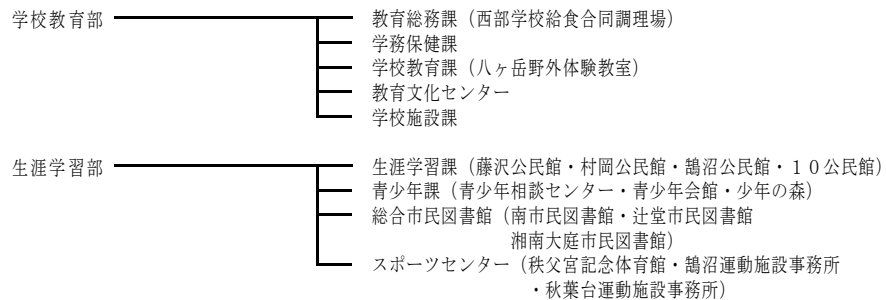 学校教育部 教育総務課（西部学校給食合同調理場）
学務保健課
学校教育課（八ヶ岳野外体験教室）
教育文化センター
学校施設課
生涯学習部 生涯学習課（藤沢公民館・村岡公民館・鵠沼公民館・１０公民館）
青少年課（青少年相談センター・青少年会館・少年の森）
総合市民図書館（南市民図書館・辻堂市民図書館
湘南大庭市民図書館）
スポーツセンター（秩父宮記念体育館・鵠沼運動施設事務所
・秋葉台運動施設事務所）